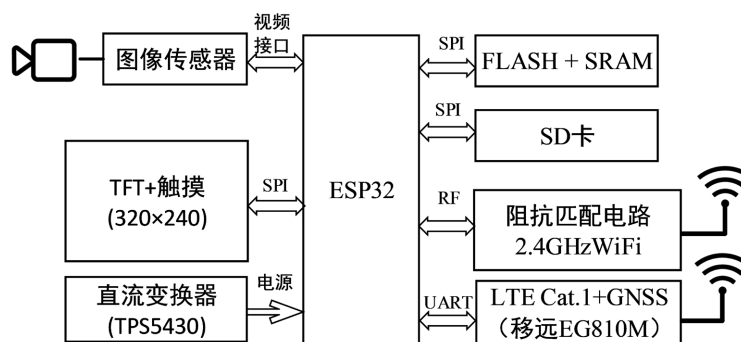 图像传感器
视频
接口
TFT+触摸
(320×240)
SPI
直流变换器
(TPS5430)
电源
ESP32
SPI
FLASH + SRAM
SPI
SD卡
RF
阻抗匹配电路
2.4GHzWiFi
UART
LTE Cat.1+GNSS
（移远EG810M）